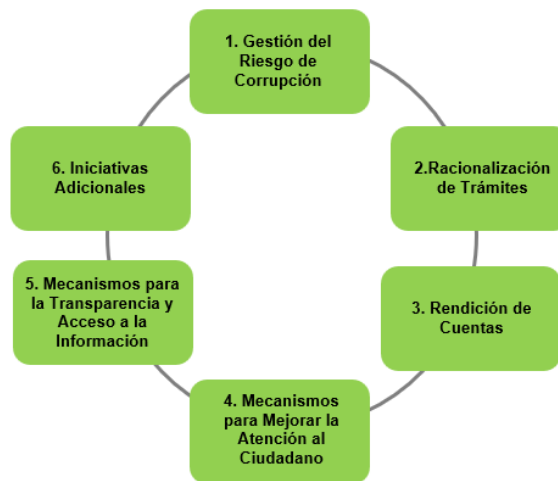 1. Gestión del
Riesgo de
Corrupción
2.Racionalización
de Trámites
3. Rendición de
Cuentas
4. Mecanismos
para Mejorar la
Atención al
Ciudadano
5. Mecanismos para
la Transparencia y
Acceso a la
Información
6. Iniciativas
Adicionales